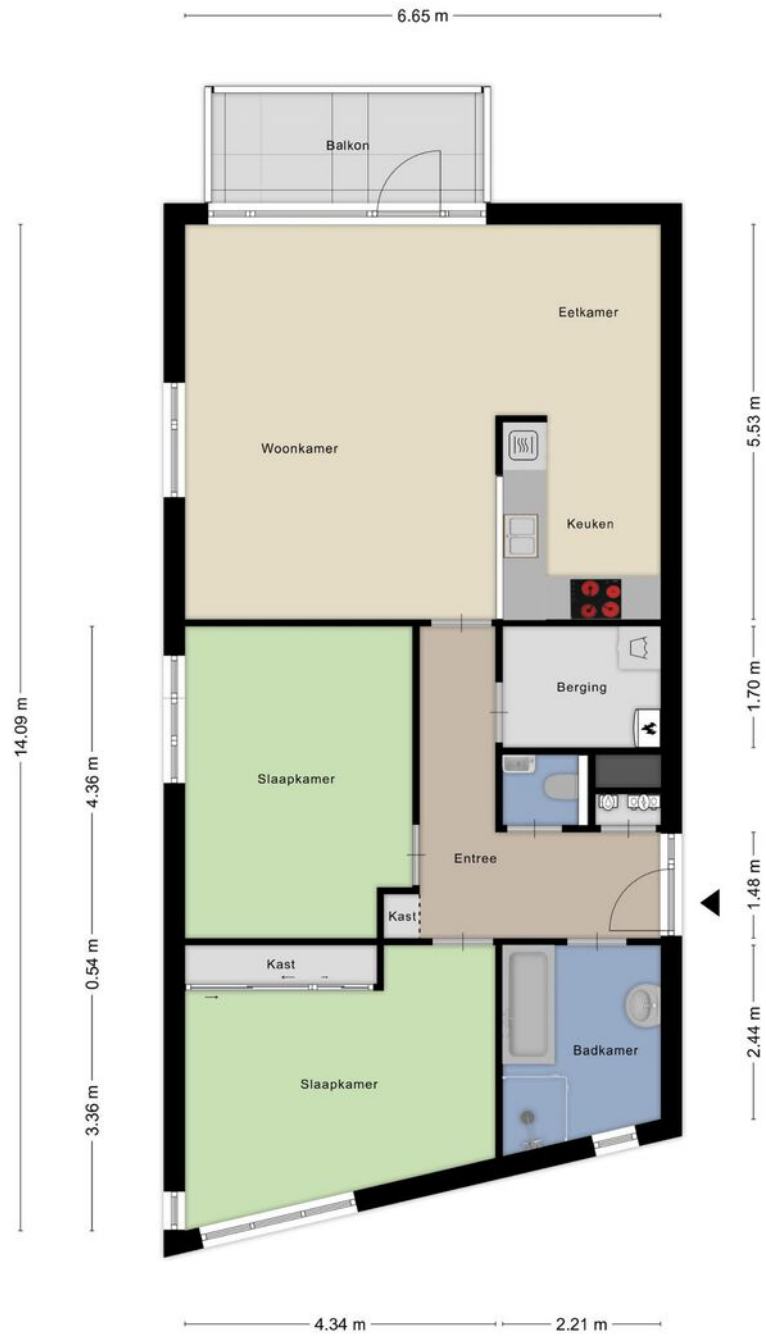 6.65 m
Balkon
Eetkamer
5.53 m
Woonkamer
Keuken
14.09 m
4.36 m
Berging
1.70 m
Slaapkamer
Entree
1.48 m
Kast
0.54 m
Kast
2.44 m
Badkamer
Slaapkamer
3.36 m
4.34 m
2.21 m